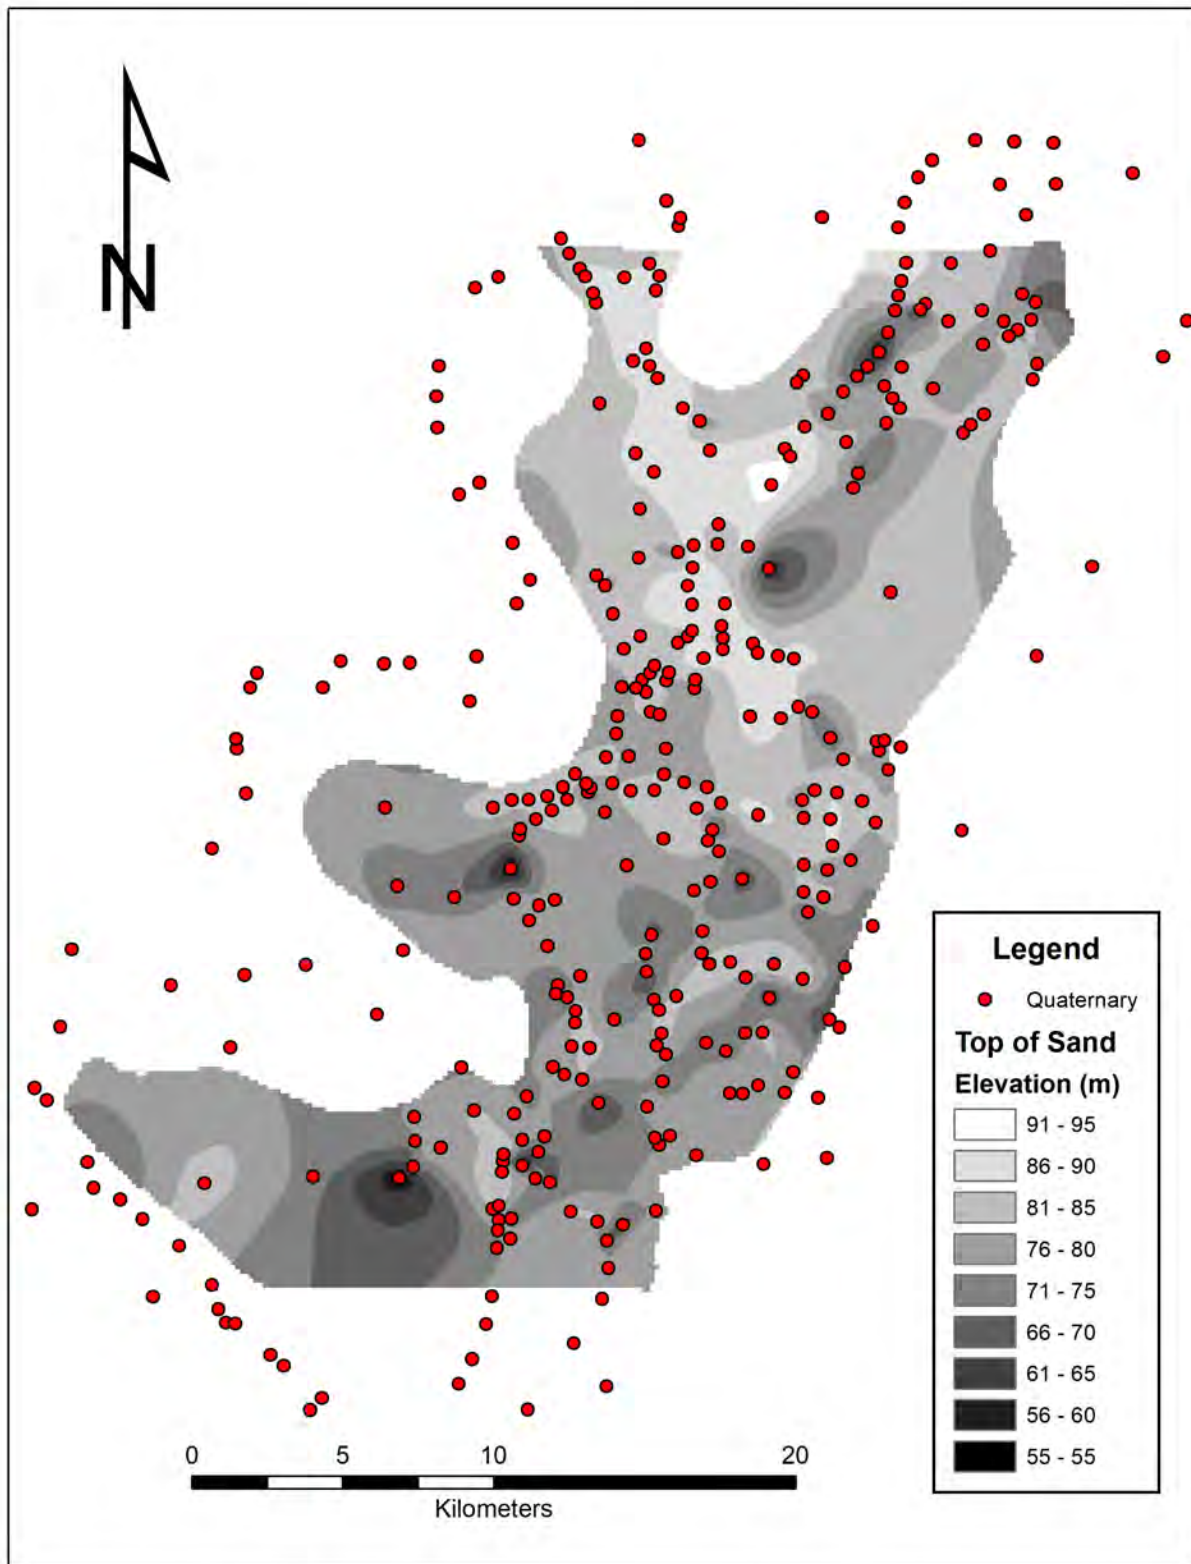 N
Legend
Quaternary
Top of Sand
Elevation (m)
91 - 95
86 - 90
81 - 85
76 - 80
71 - 75
66 - 70
61 - 65
56 - 60
55 - 55
0 5 10 20
Kilometers